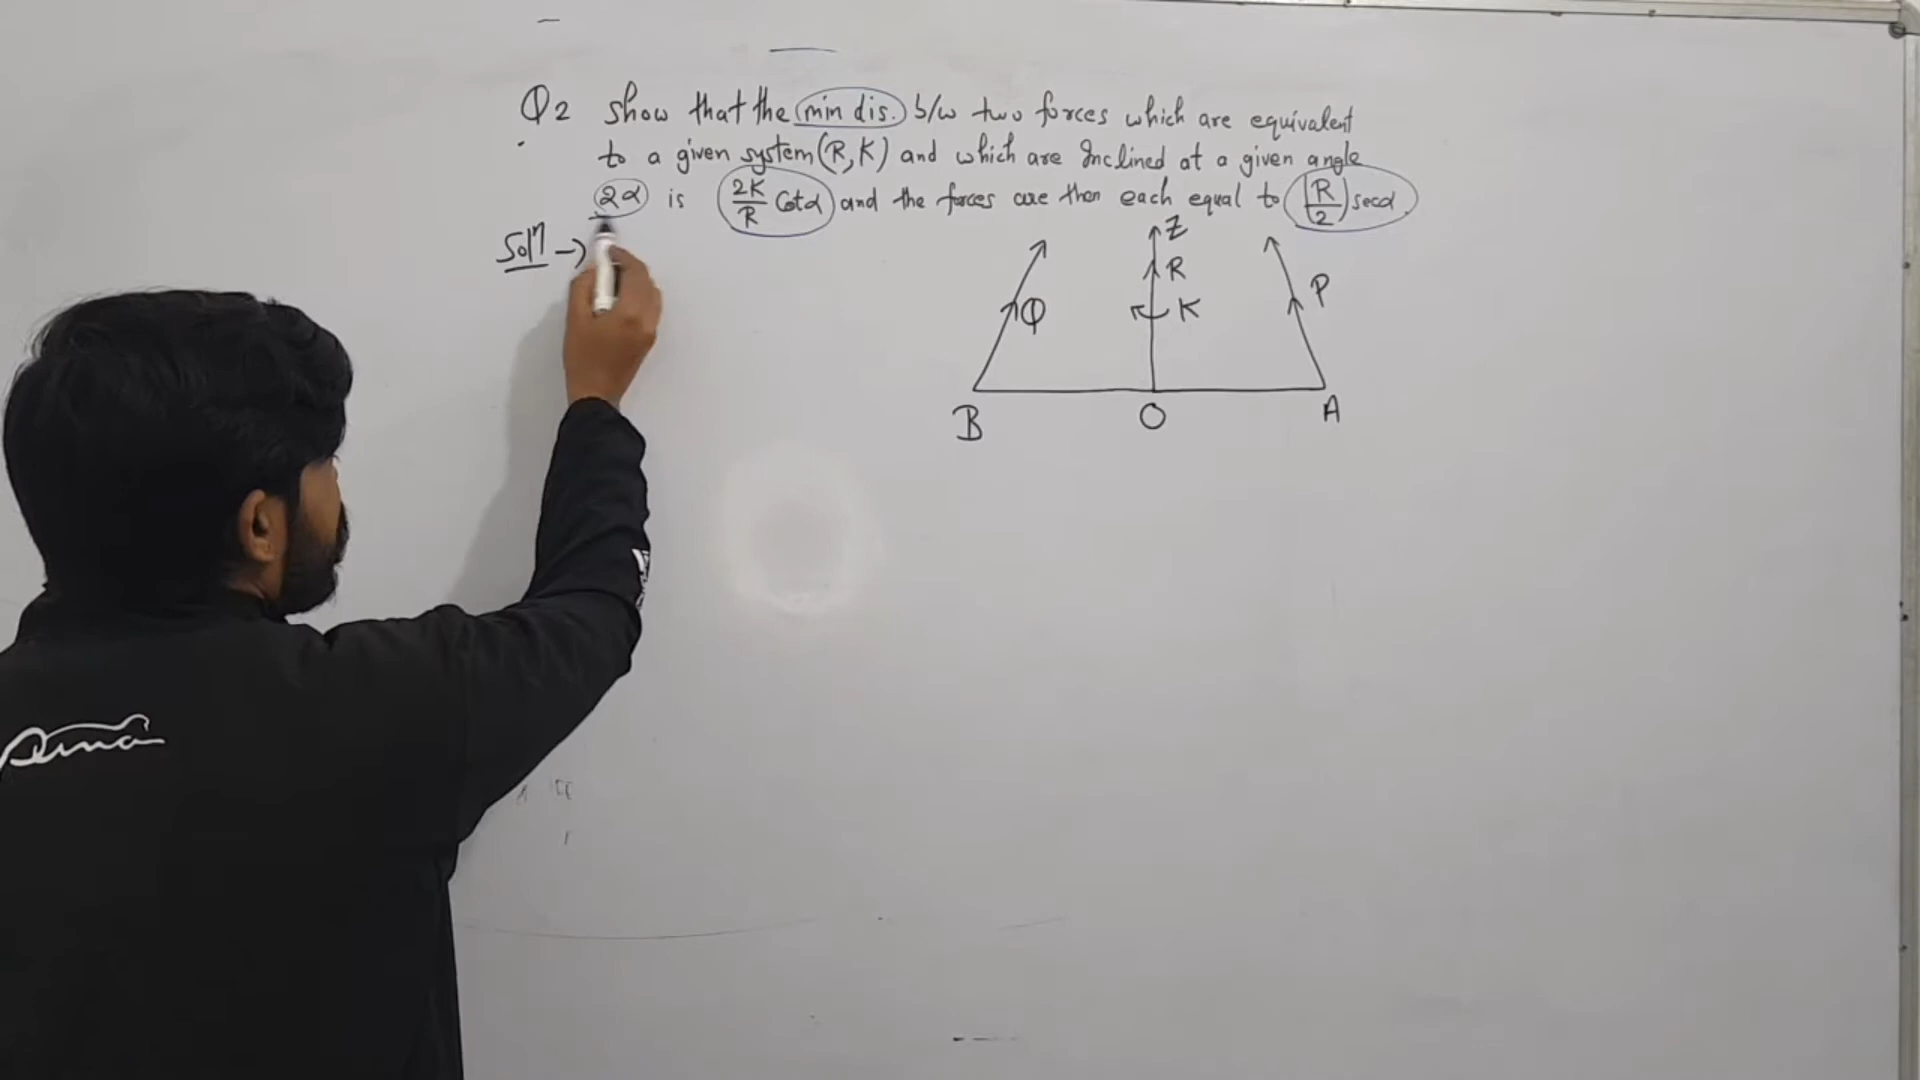 Q2 Show that the min dis. b/w two forces which are equivalent
to a given system (R, K) and which are Inclined at a given angle
2α is 2K/R Cotα and the forces are then each equal to (R/2) secα.
Solⁿ →
Z
R
K
Q
P
B
O
A